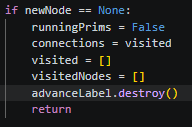 if newNode == None:
    runningPrims = False
    connections = visited
    visited = []
    visitedNodes = []
    advanceLabel.destroy()
    return